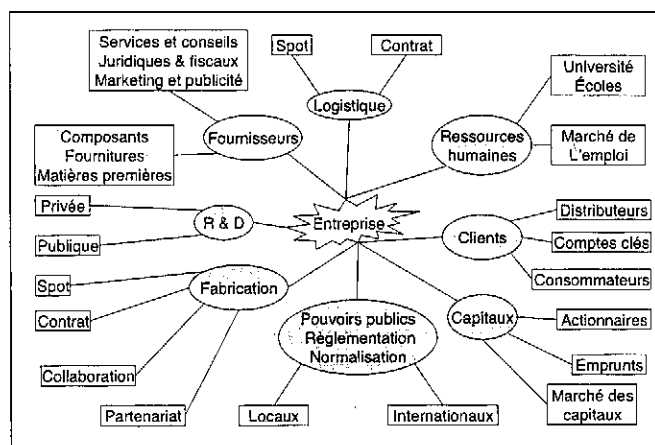 Services et conseils
Juridiques & fiscaux
Marketing et publicité
Spot
Contrat
Université
Écoles
Logistique
Fournisseurs
Ressources
humaines
Composants
Fournitures
Matières premières
Marché de
L'emploi
Privée
R & D
Entreprise
Distributeurs
Publique
Clients
Comptes clés
Spot
Fabrication
Consommateurs
Contrat
Pouvoirs publics
Règlementation
Normalisation
Capitaux
Actionnaires
Collaboration
Emprunts
Partenariat
Locaux
Internationaux
Marché des
capitaux